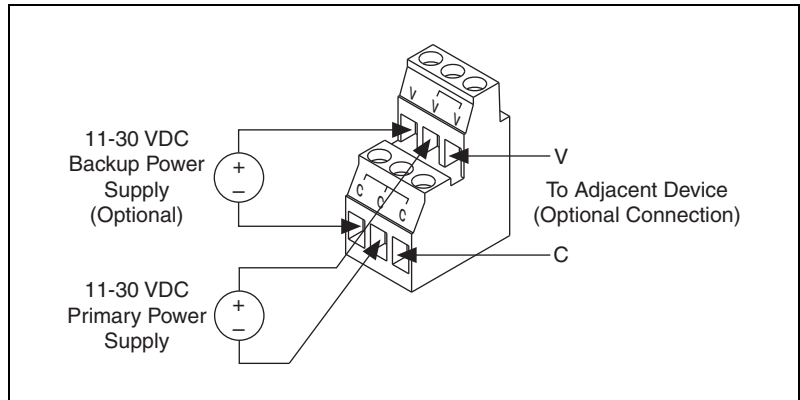 V V V
11-30 VDC
Backup Power
Supply
(Optional)
+
–
C C C
V
To Adjacent Device
(Optional Connection)
C
11-30 VDC
Primary Power
Supply
+
–